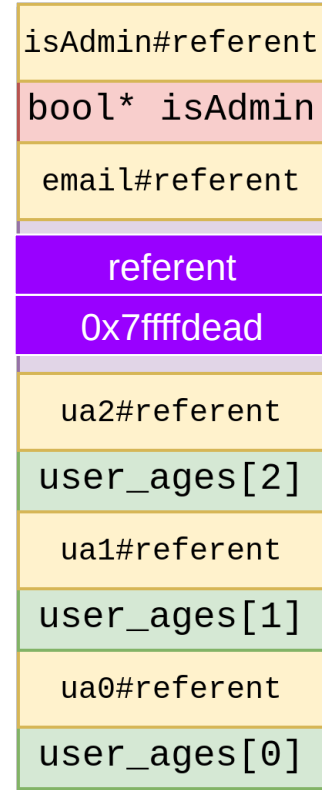 isAdmin#referent
bool* isAdmin
email#referent
referent
0x7ffffdead
ua2#referent
user_ages[2]
ua1#referent
user_ages[1]
ua0#referent
user_ages[0]